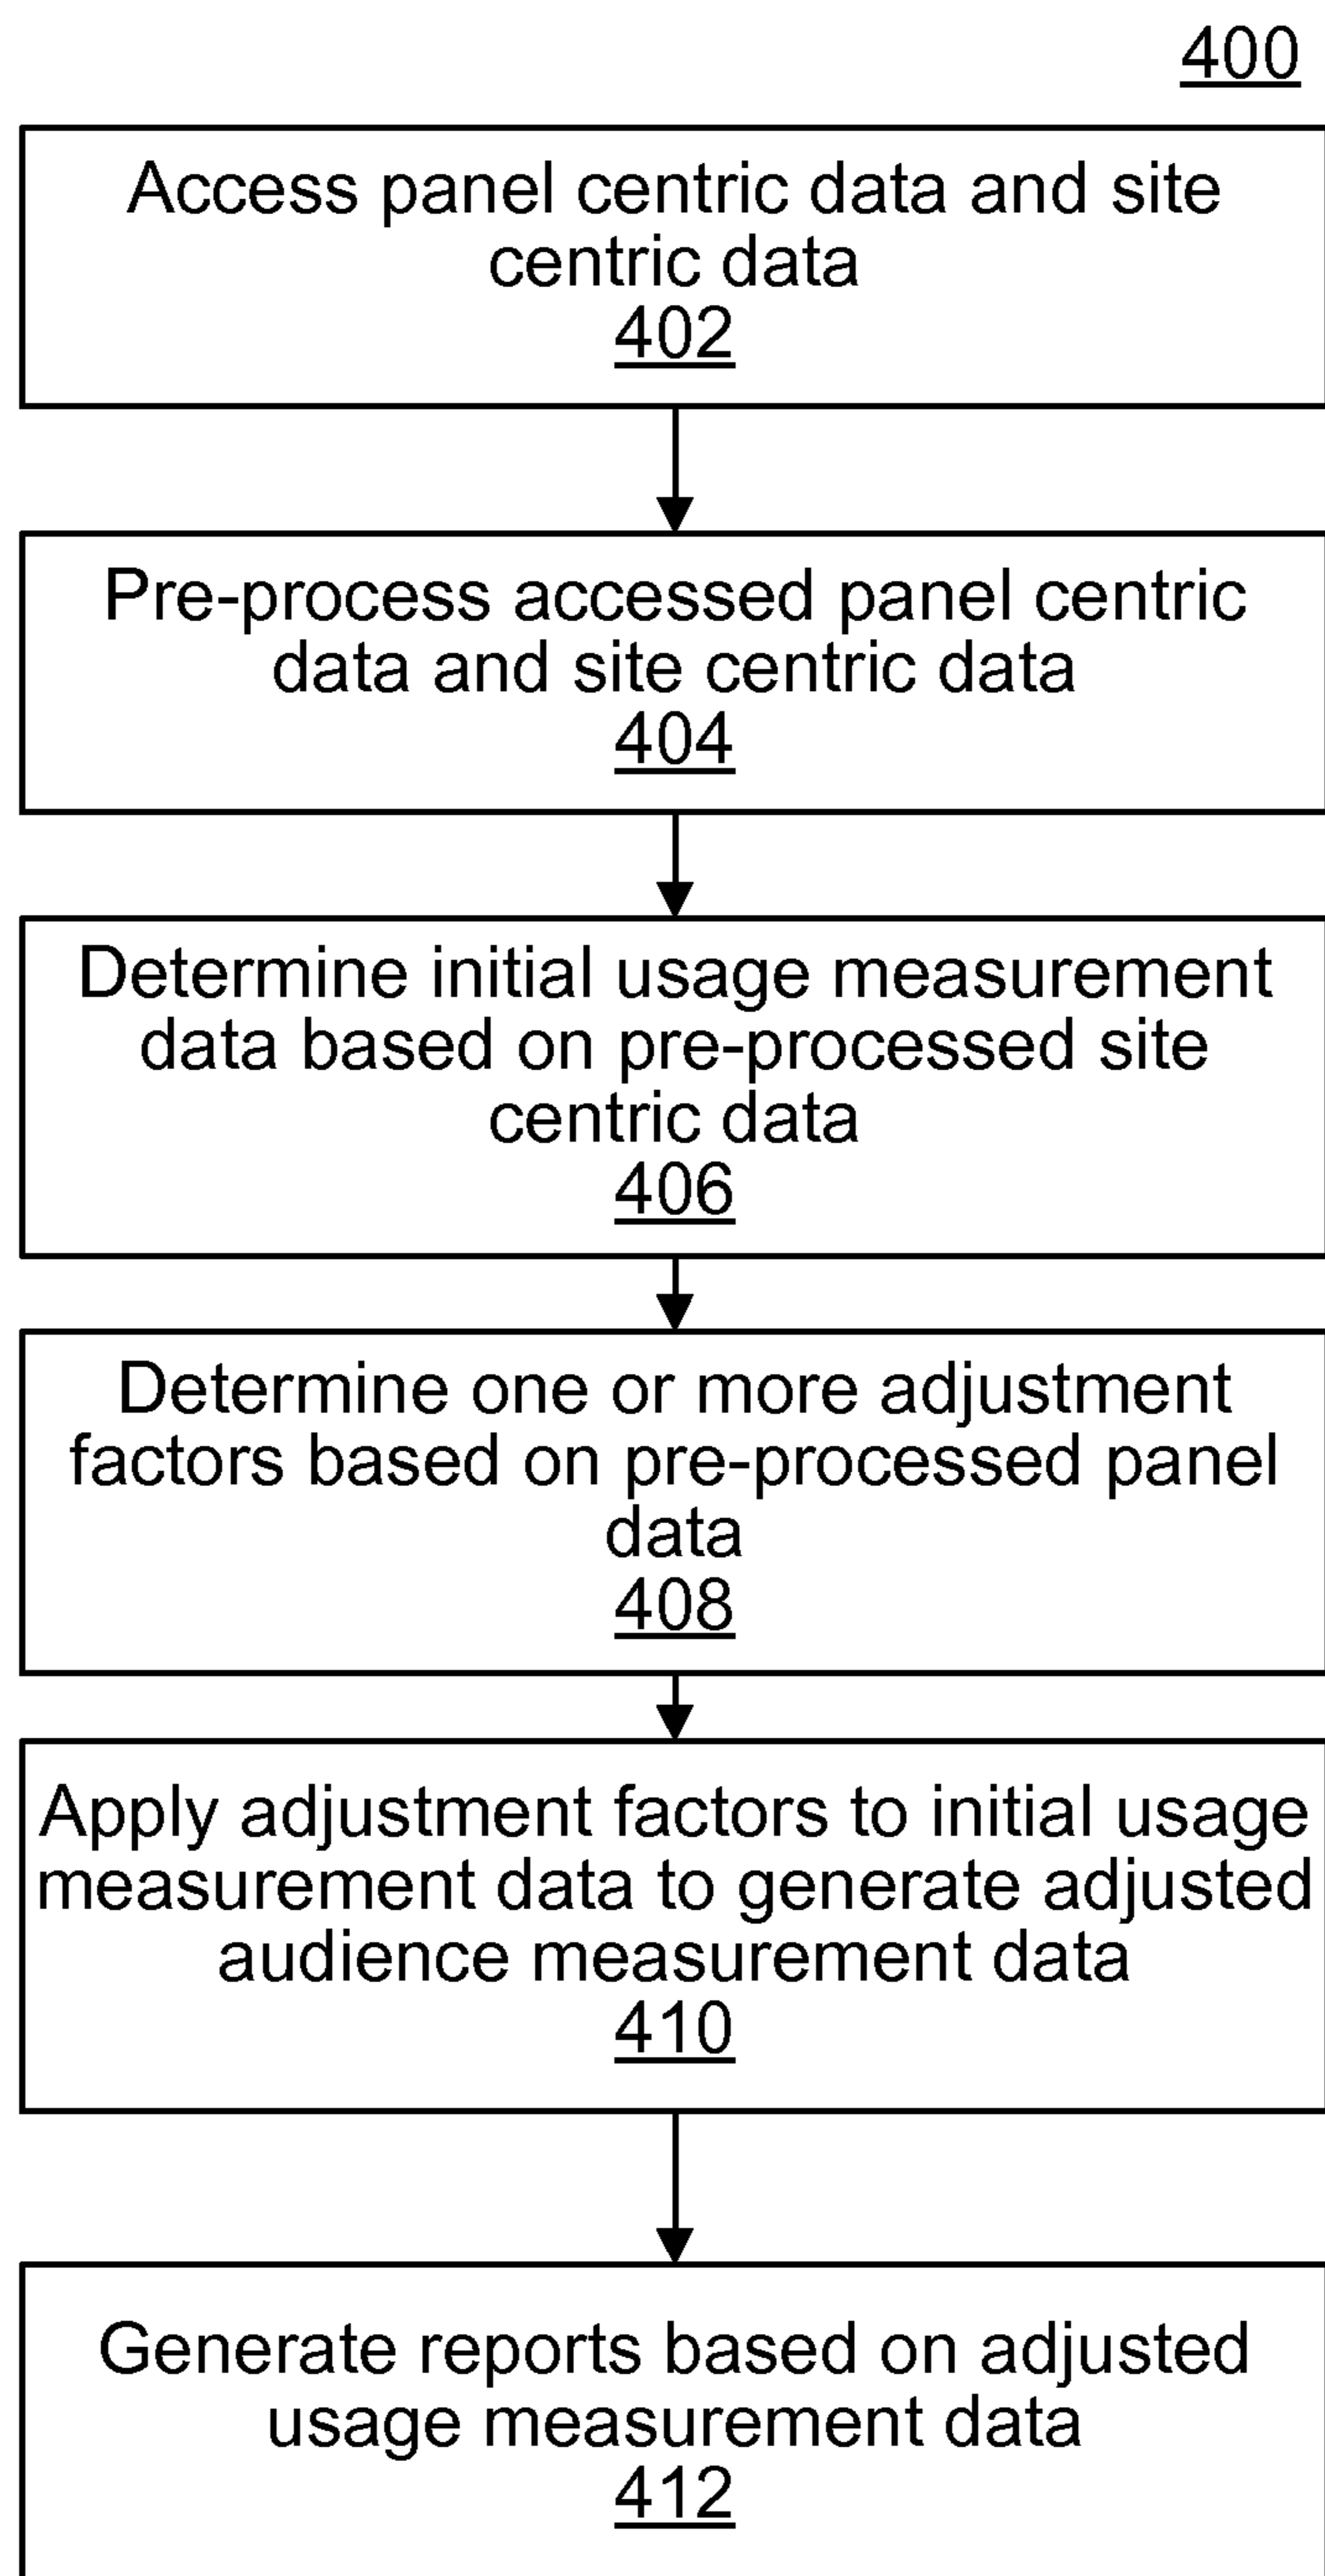 400
Access panel centric data and site
centric data
402
Pre-process accessed panel centric
data and site centric data
404
Determine initial usage measurement
data based on pre-processed site
centric data
406
Determine one or more adjustment
factors based on pre-processed panel
data
408
Apply adjustment factors to initial usage
measurement data to generate adjusted
audience measurement data
410
Generate reports based on adjusted
usage measurement data
412